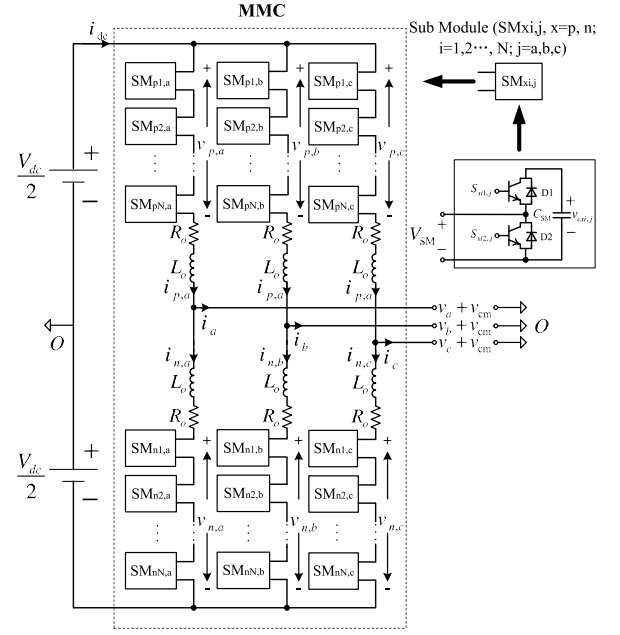 MMC
Sub Module (SMxi,j, x=p, n;
i=1,2···, N; j=a,b,c)
i_dc
SMp1,a SMp1,b SMp1,c
SMxi,j
SMp2,a SMp2,b SMp2,c
+ + +
v_p,a v_p,b v_p,c
- - -
SMpN,a SMpN,b SMpN,c
V_dc/2 + −
S_xi1,j D1
V_SM + − C_SM + v_cxi,j −
S_xi2,j D2
R_o R_o R_o
L_o L_o L_o
i_p,a i_p,a i_p,a
v_a + v_cm
i_a
v_b + v_cm O
i_b
v_c + v_cm
O
i_n,a i_n,b i_n,c i_c
L_o L_o L_o
R_o R_o R_o
V_dc/2 + −
SMn1,a SMn1,b SMn1,c
+ + +
SMn2,a SMn2,b SMn2,c
v_n,a v_n,b v_n,c
- - -
SMnN,a SMnN,b SMnN,c